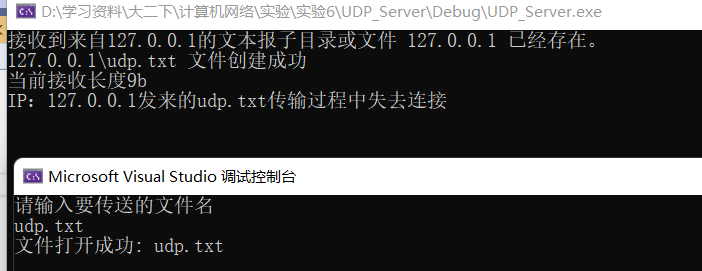 D:\学习资料\大二下\计算机网络\实验\实验6\UDP_Server\Debug\UDP_Server.exe
接收到来自127.0.0.1的文本报子目录或文件 127.0.0.1 已经存在。
127.0.0.1\udp.txt 文件创建成功
当前接收长度9b
IP：127.0.0.1发来的udp.txt传输过程中失去连接
Microsoft Visual Studio 调试控制台
请输入要传送的文件名
udp.txt
文件打开成功: udp.txt